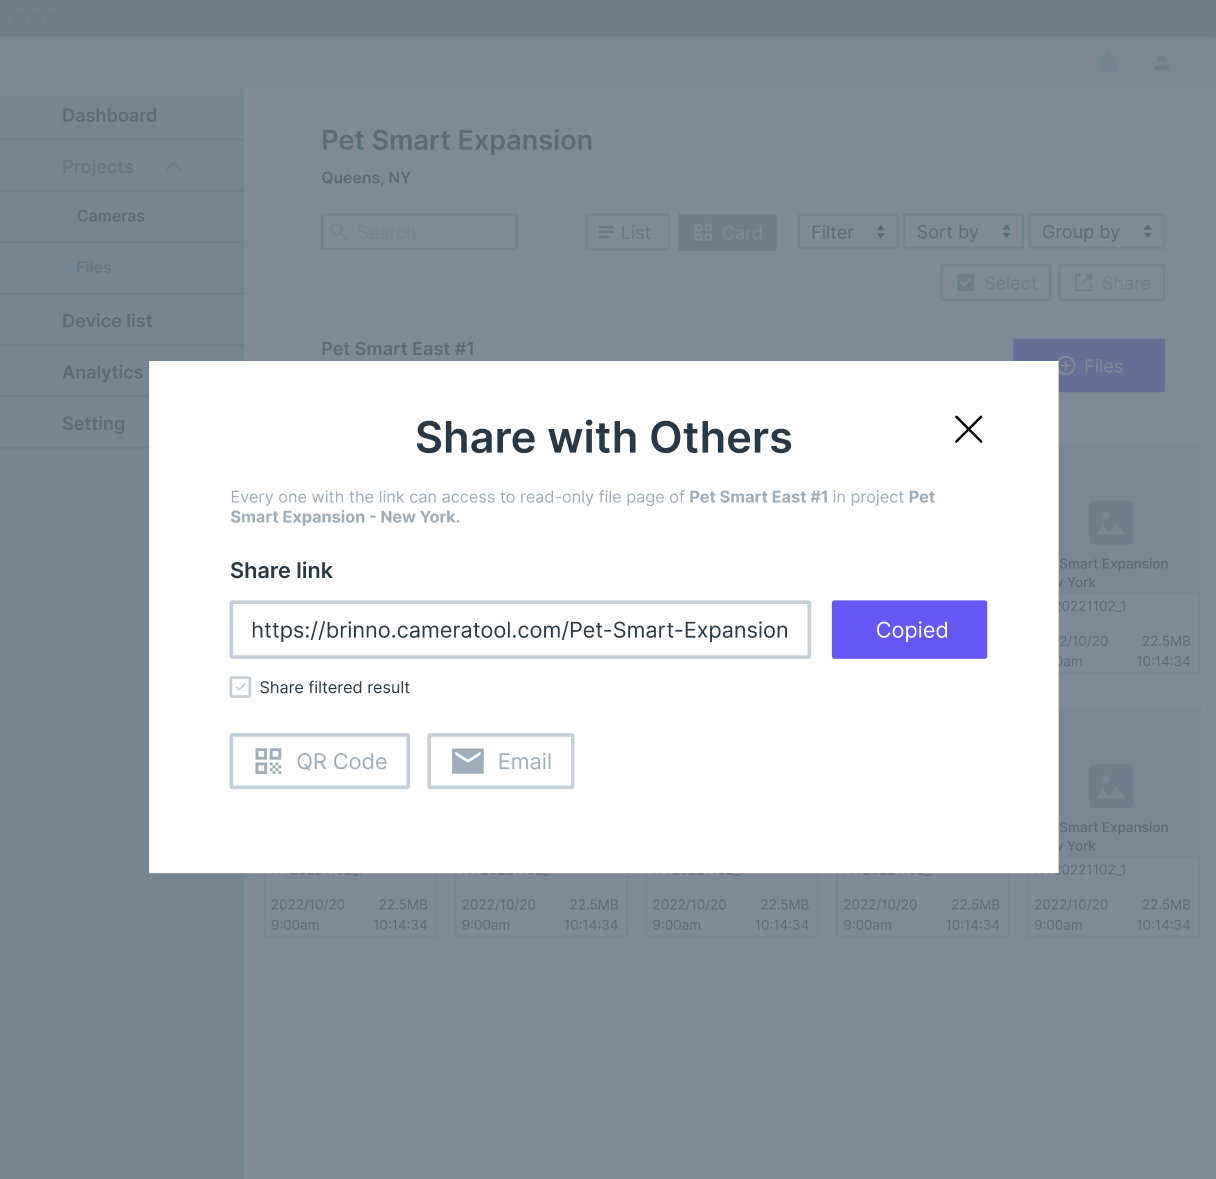 Dashboard
Projects
Cameras
Files
Device list
Analytics
Setting
Pet Smart Expansion
Queens, NY
Search
List
Card
Filter
Sort by
Group by
Select
Share
Pet Smart East #1
Files
Share with Others
Every one with the link can access to read-only file page of Pet Smart East #1 in project Pet
Smart Expansion - New York.
Share link
https://brinno.cameratool.com/Pet-Smart-Expansion
Copied
Share filtered result
QR Code
Email
Smart Expansion
York
20221102_1
2/10/20 22.5MB
0am 10:14:34
Smart Expansion
York
20221102_1
2022/10/20 22.5MB
9:00am 10:14:34
2022/10/20 22.5MB
9:00am 10:14:34
2022/10/20 22.5MB
9:00am 10:14:34
2022/10/20 22.5MB
9:00am 10:14:34
2022/10/20 22.5MB
9:00am 10:14:34